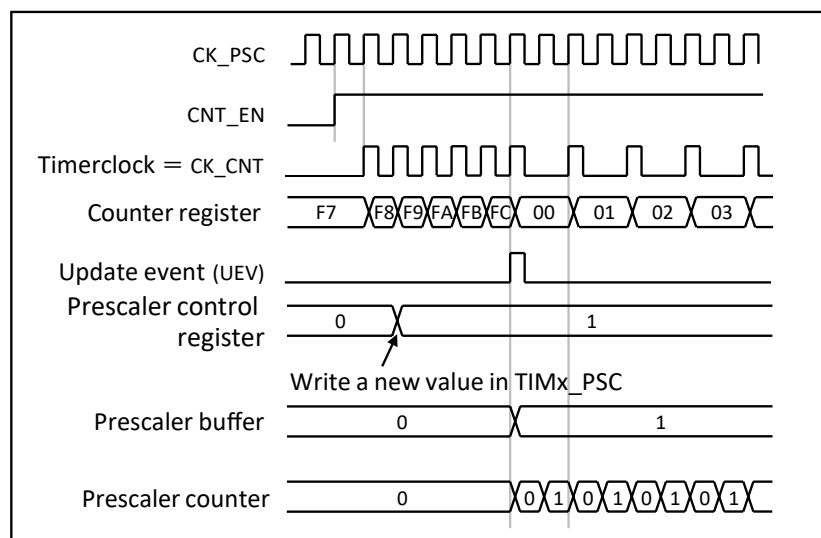 CK_PSC
CNT_EN
Timerclock = CK_CNT
Counter register F7 F8 F9 FA FB FC 00 01 02 03
Update event (UEV)
Prescaler control
register 0 1
Write a new value in TIMx_PSC
Prescaler buffer 0 1
Prescaler counter 0 0 1 0 1 0 1 0 1